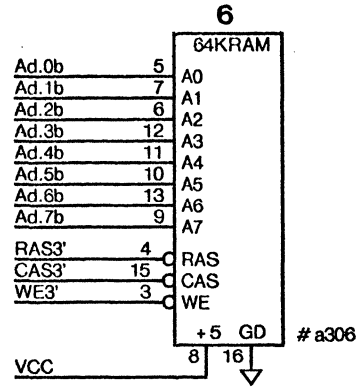 6
64KRAM
Ad.0b 5 A0
Ad.1b 7 A1
Ad.2b 6 A2
Ad.3b 12 A3
Ad.4b 11 A4
Ad.5b 10 A5
Ad.6b 13 A6
Ad.7b 9 A7
RAS3' 4 RAS
CAS3' 15 CAS
WE3' 3 WE
+5 GD # a306
8 16
VCC